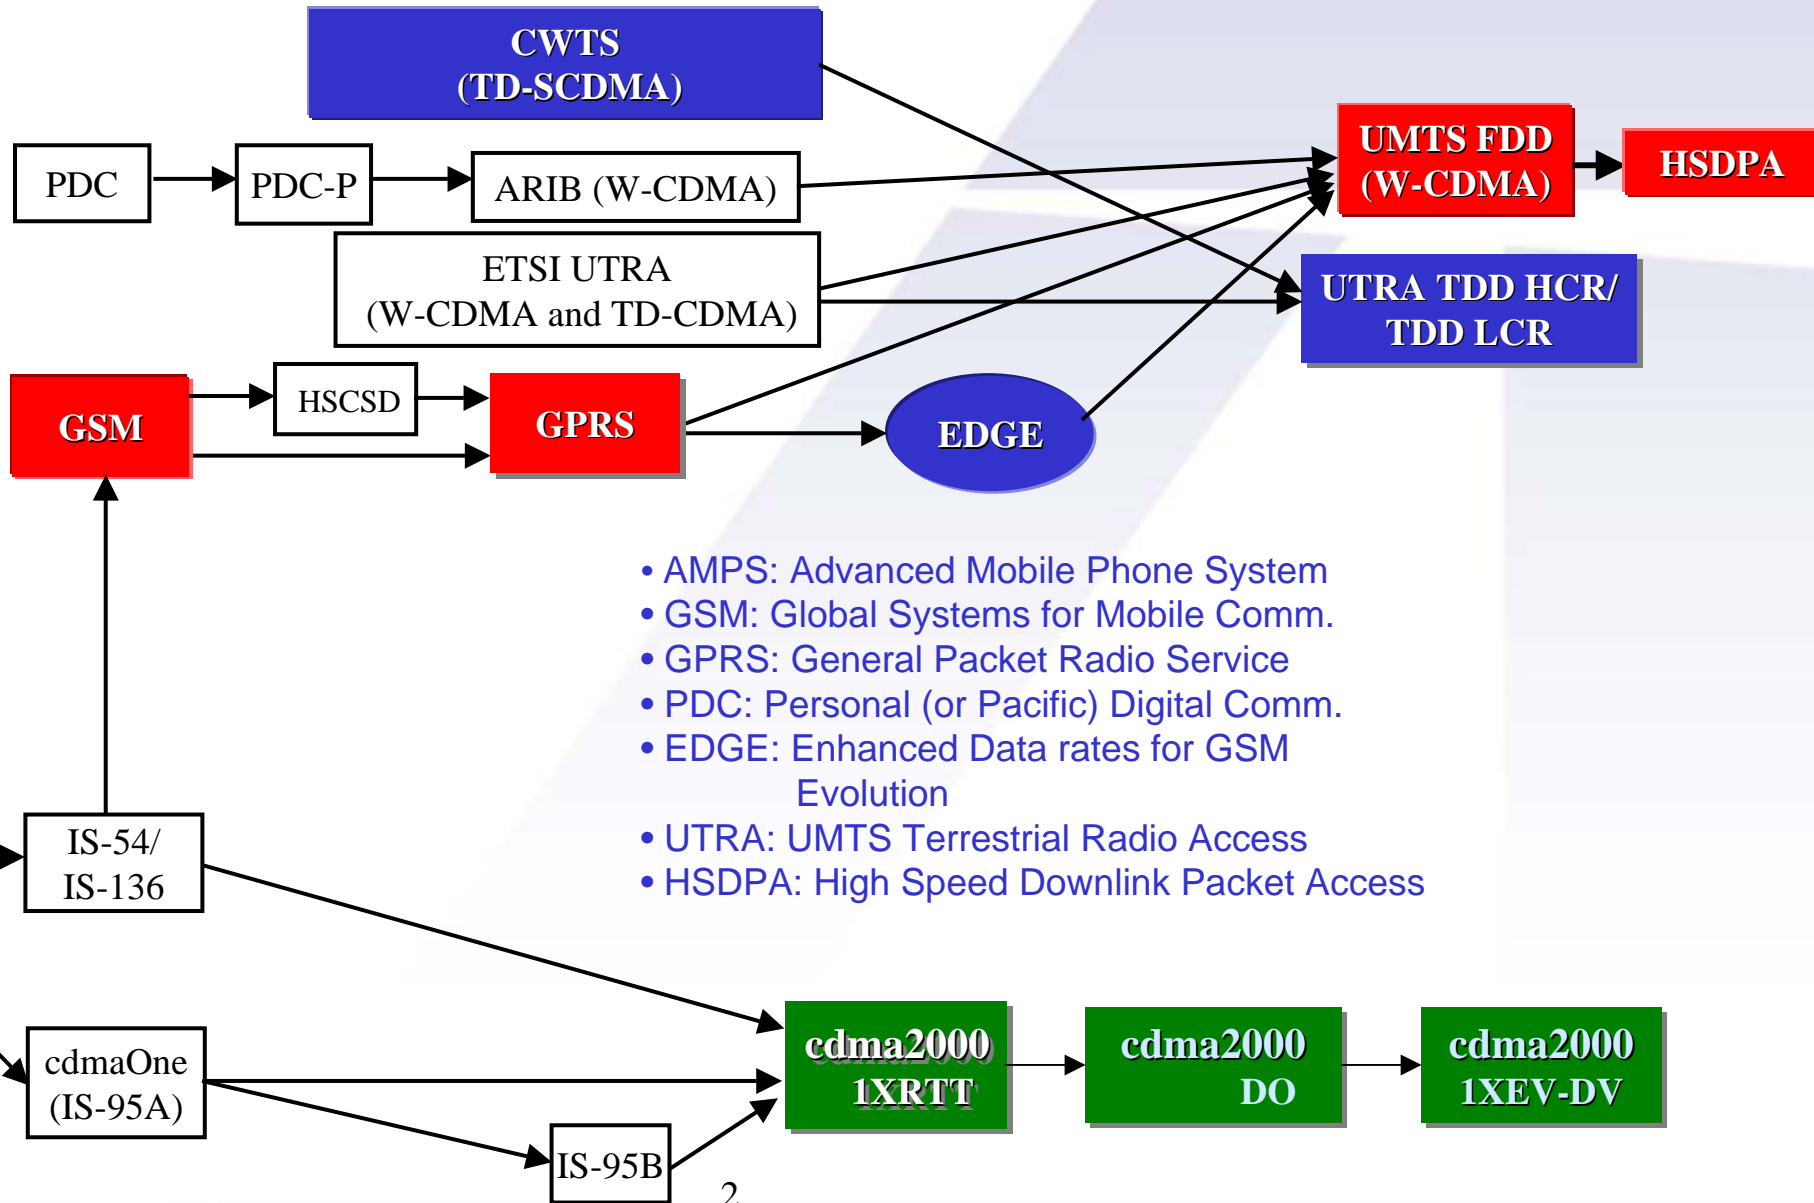 CWTS
(TD-SCDMA)
UMTS FDD
(W-CDMA)
HSDPA
PDC
PDC-P
ARIB (W-CDMA)
ETSI UTRA
(W-CDMA and TD-CDMA)
UTRA TDD HCR/
TDD LCR
GSM
HSCSD
GPRS
EDGE
• AMPS: Advanced Mobile Phone System
• GSM: Global Systems for Mobile Comm.
• GPRS: General Packet Radio Service
• PDC: Personal (or Pacific) Digital Comm.
• EDGE: Enhanced Data rates for GSM
Evolution
• UTRA: UMTS Terrestrial Radio Access
• HSDPA: High Speed Downlink Packet Access
IS-54/
IS-136
cdmaOne
(IS-95A)
IS-95B
cdma2000
1XRTT
cdma2000
DO
cdma2000
1XEV-DV
2